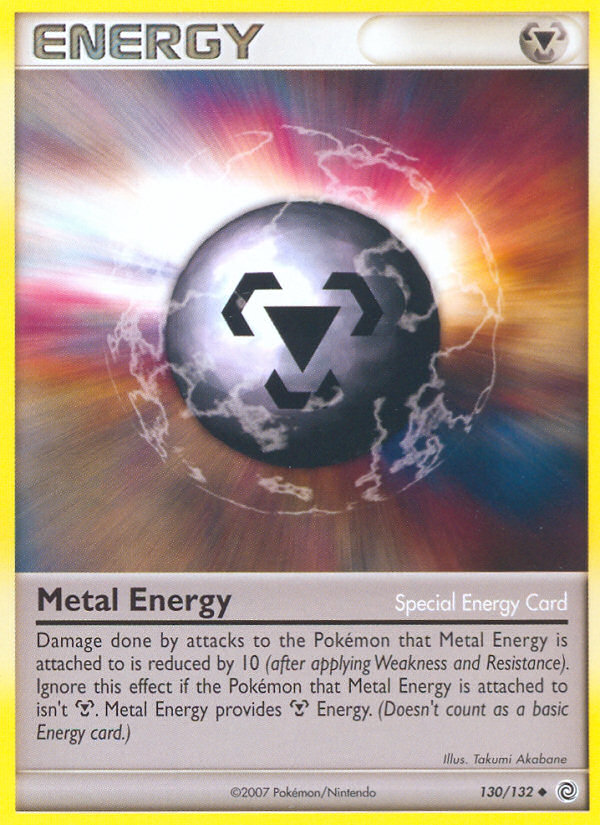 ENERGY
Metal Energy
Special Energy Card
Damage done by attacks to the Pokémon that Metal Energy is
attached to is reduced by 10 (after applying Weakness and Resistance).
Ignore this effect if the Pokémon that Metal Energy is attached to
isn't . Metal Energy provides Energy. (Doesn't count as a basic
Energy card.)
Illus. Takumi Akabane
©2007 Pokémon/Nintendo
130/132